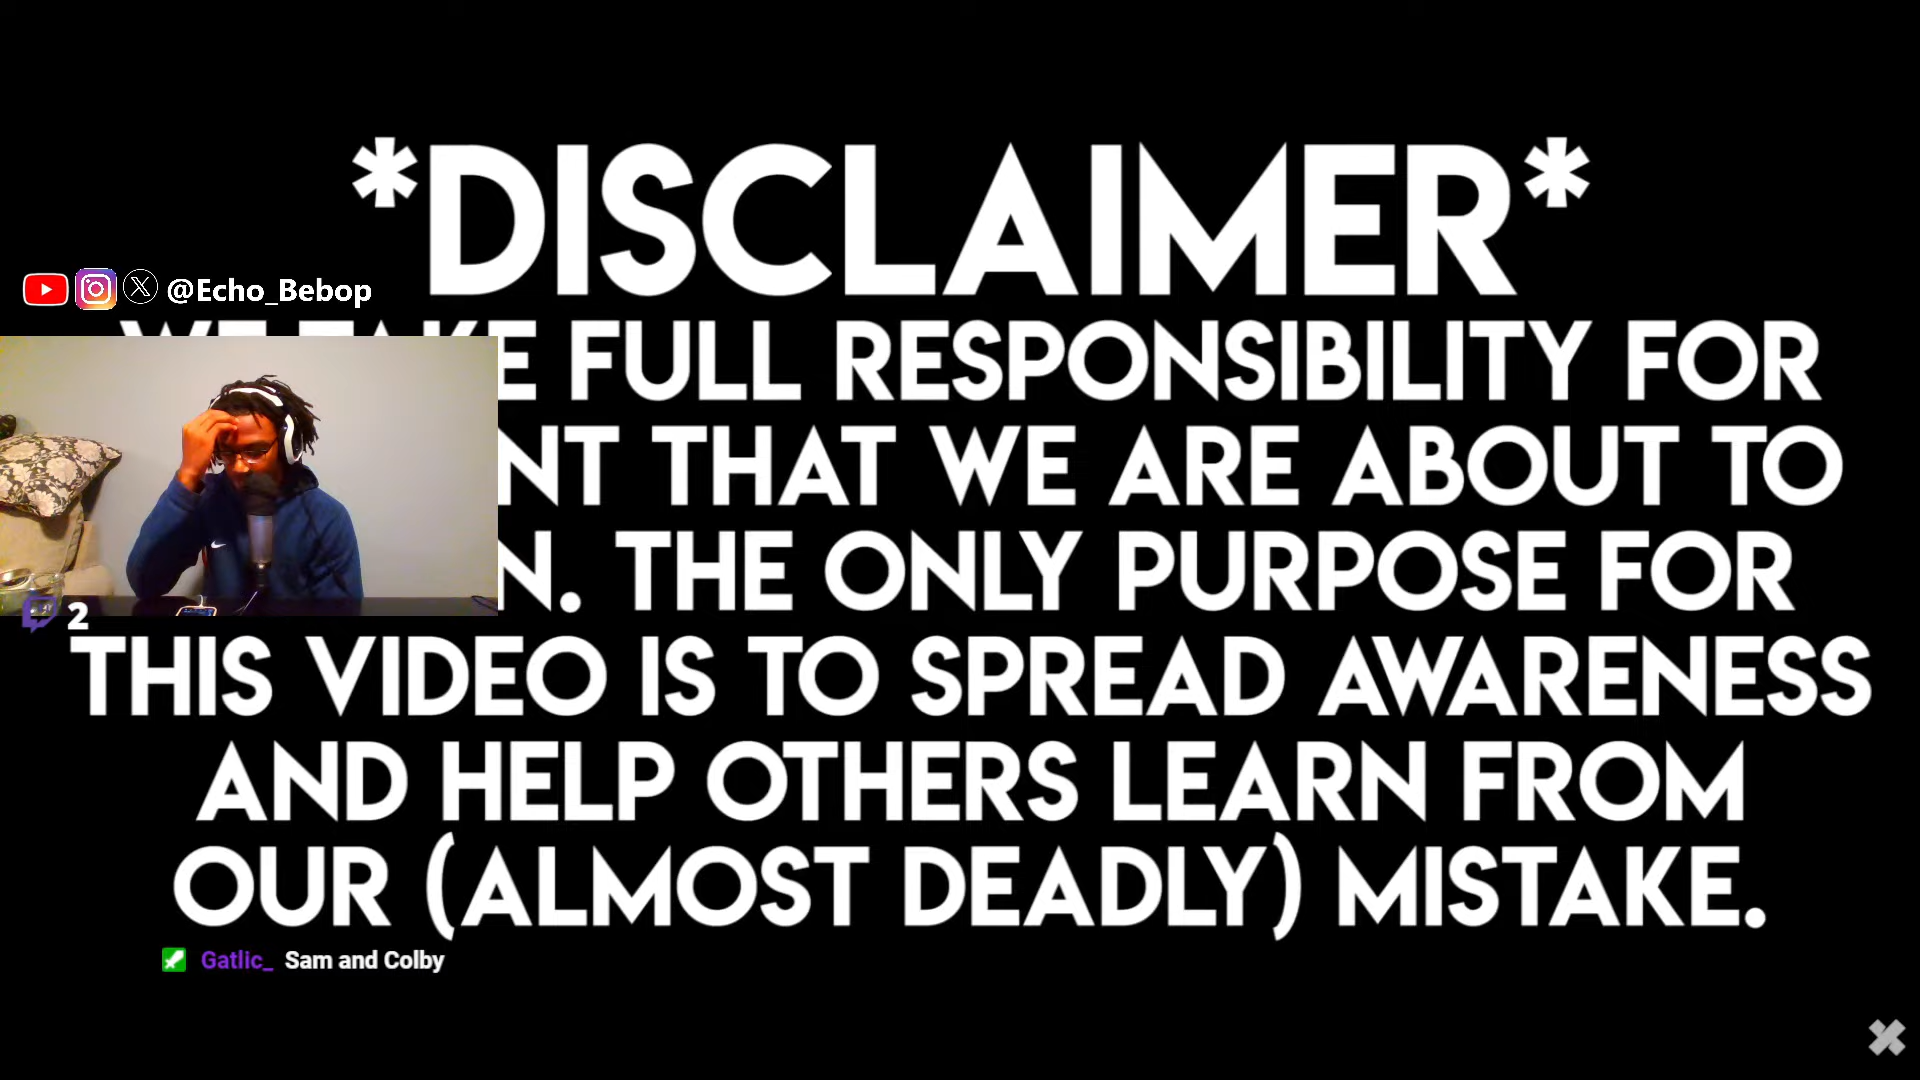 *DISCLAIMER*
@Echo_Bebop
FULL RESPONSIBILITY FOR
THAT WE ARE ABOUT TO
THE ONLY PURPOSE FOR
2
THIS VIDEO IS TO SPREAD AWARENESS
AND HELP OTHERS LEARN FROM
OUR (ALMOST DEADLY) MISTAKE.
Gatlic_ Sam and Colby